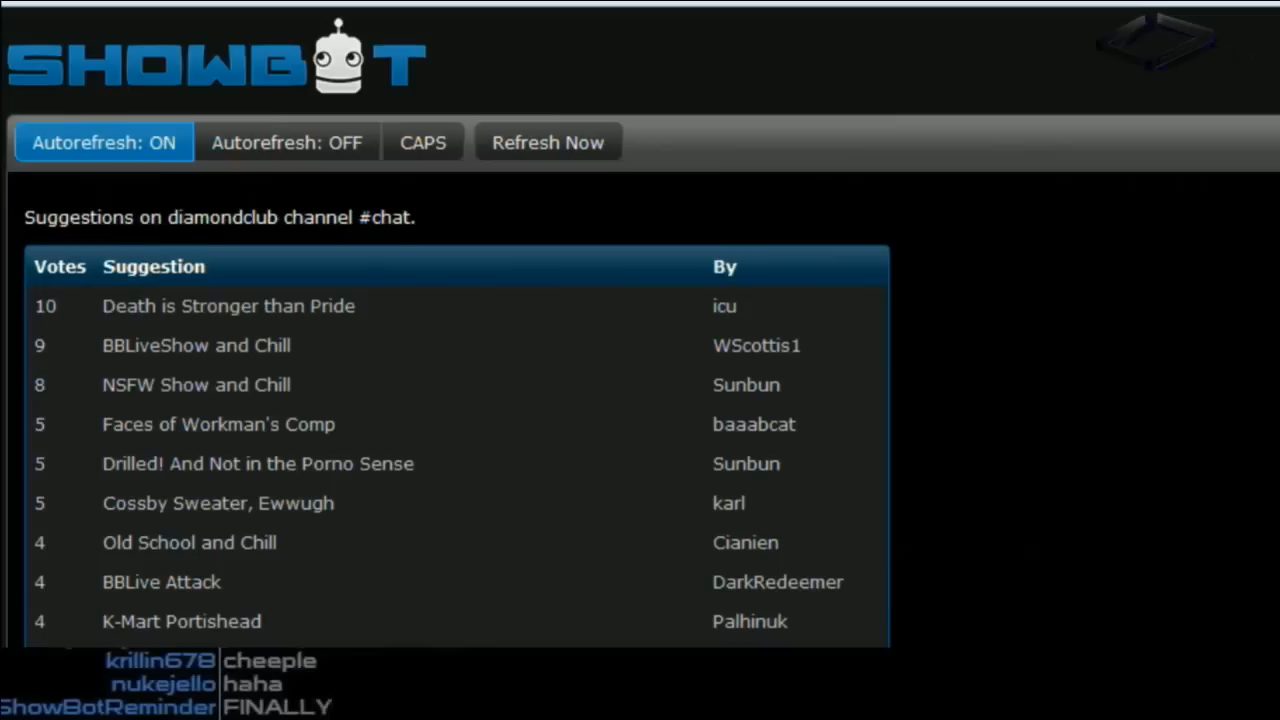 SHOWBOT
Autorefresh: ON Autorefresh: OFF CAPS Refresh Now
Suggestions on diamondclub channel #chat.
Votes Suggestion By
10 Death is Stronger than Pride icu
9 BBLiveShow and Chill WScottis1
8 NSFW Show and Chill Sunbun
5 Faces of Workman's Comp baaabcat
5 Drilled! And Not in the Porno Sense Sunbun
5 Cossby Sweater, Ewwugh karl
4 Old School and Chill Cianien
4 BBLive Attack DarkRedeemer
4 K-Mart Portishead Palhinuk
krillin678 cheeple
nukejello haha
ShowBotReminder FINALLY